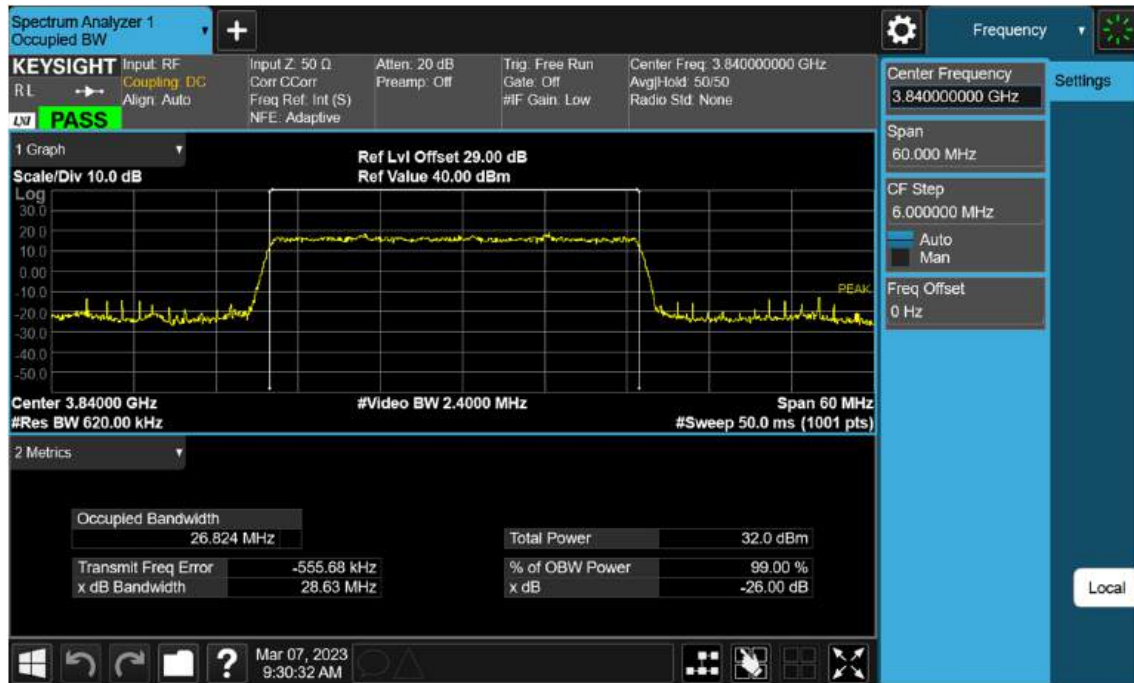 Spectrum Analyzer 1
Occupied BW
+
Frequency
KEYSIGHT
Input: RF
Coupling: DC
Align: Auto
Input Z: 50 Ω
Corr CCorr
Freq Ref: Int (S)
NFE: Adaptive
Atten: 20 dB
Preamp: Off
Trig: Free Run
Gate: Off
#IF Gain: Low
Center Freq: 3.840000000 GHz
Avg|Hold: 50/50
Radio Std: None
R L
LXI
PASS
Center Frequency
3.840000000 GHz
Settings
Span
60.000 MHz
CF Step
6.000000 MHz
Auto
Man
Freq Offset
0 Hz
Local
1 Graph
Scale/Div 10.0 dB
Ref Lvl Offset 29.00 dB
Ref Value 40.00 dBm
Log
30.0
20.0
10.0
0.00
-10.0
-20.0
-30.0
-40.0
-50.0
PEAK
Center 3.84000 GHz
#Video BW 2.4000 MHz
Span 60 MHz
#Res BW 620.00 kHz
#Sweep 50.0 ms (1001 pts)
2 Metrics
Occupied Bandwidth
26.824 MHz
Total Power 32.0 dBm
Transmit Freq Error -555.68 kHz
% of OBW Power 99.00 %
x dB Bandwidth 28.63 MHz
x dB -26.00 dB
?
Mar 07, 2023
9:30:32 AM